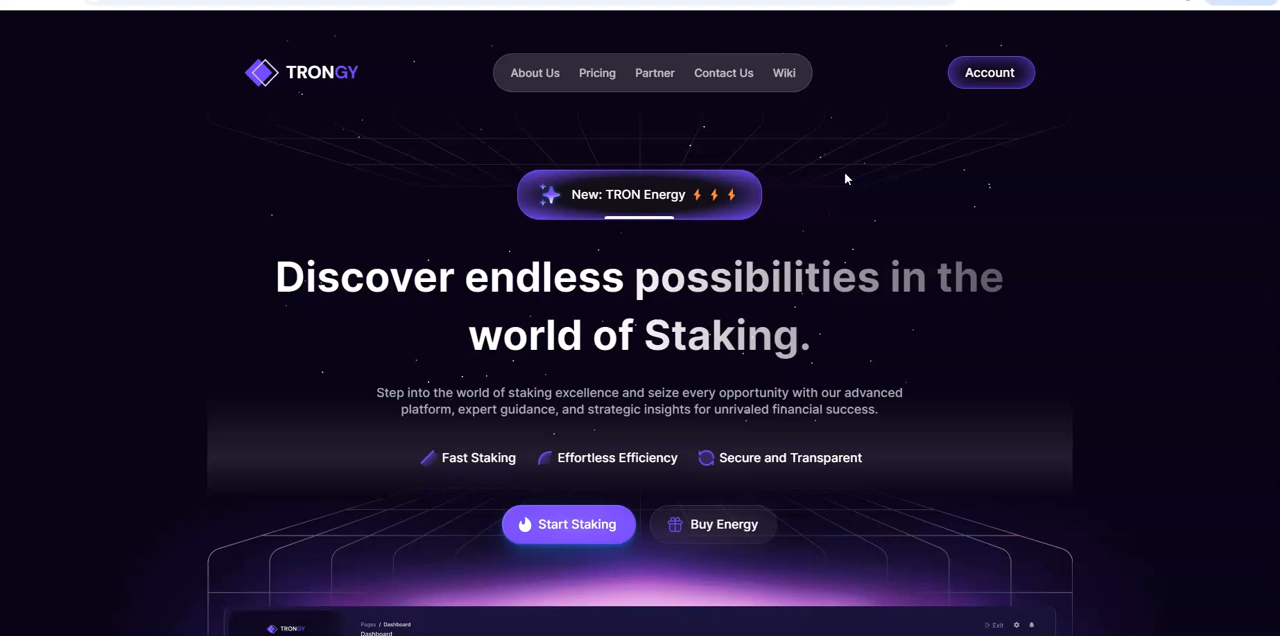 TRONGY
About Us Pricing Partner Contact Us Wiki
Account
New: TRON Energy
Discover endless possibilities in the
world of Staking.
Step into the world of staking excellence and seize every opportunity with our advanced
platform, expert guidance, and strategic insights for unrivaled financial success.
Fast Staking Effortless Efficiency Secure and Transparent
Start Staking Buy Energy
TRONGY
Pages / Dashboard
Exit
Dashboard